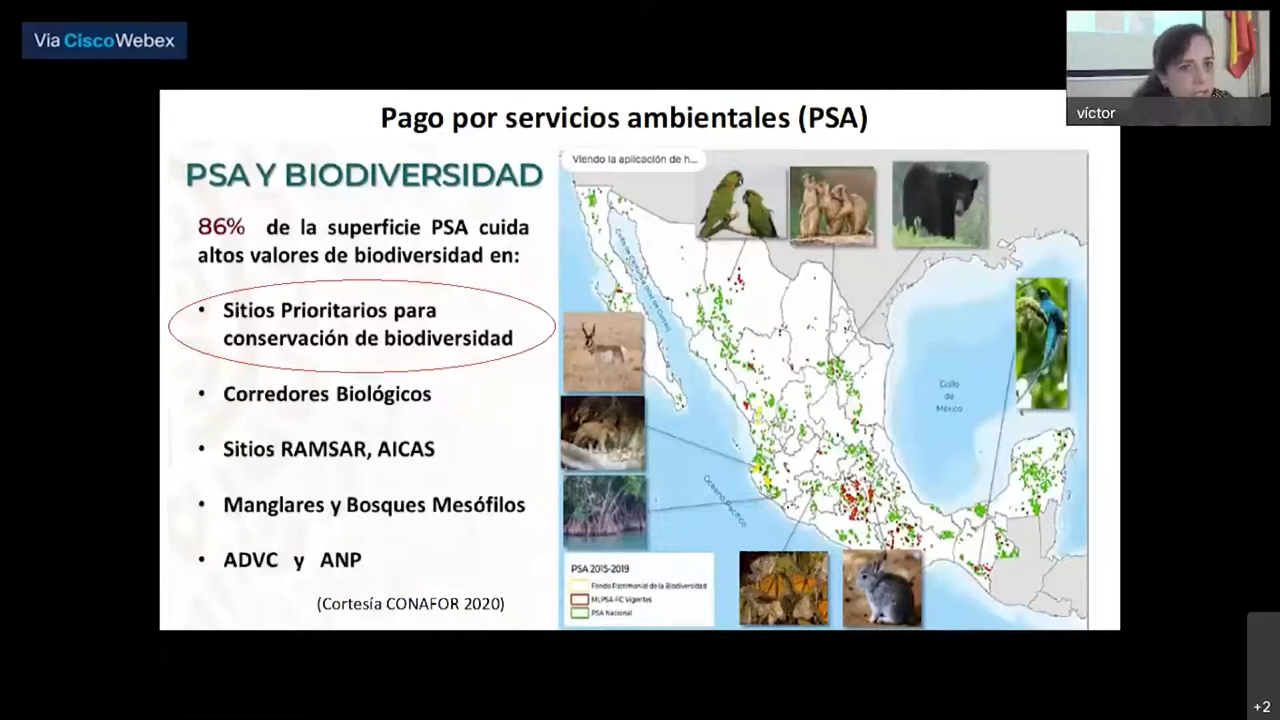 Via CiscoWebex
víctor
Pago por servicios ambientales (PSA)
PSA Y BIODIVERSIDAD
86% de la superficie PSA cuida
altos valores de biodiversidad en:
• Sitios Prioritarios para
conservación de biodiversidad
• Corredores Biológicos
• Sitios RAMSAR, AICAS
• Manglares y Bosques Mesófilos
• ADVC y ANP
(Cortesía CONAFOR 2020)
Viendo la aplicación de h...
Golfo
de
México
Océano Pacífico
PSA 2015-2019
Fondo Patrimonial de la Biodiversidad
MLPSA-FC Vigentes
PSA Nacional
+2